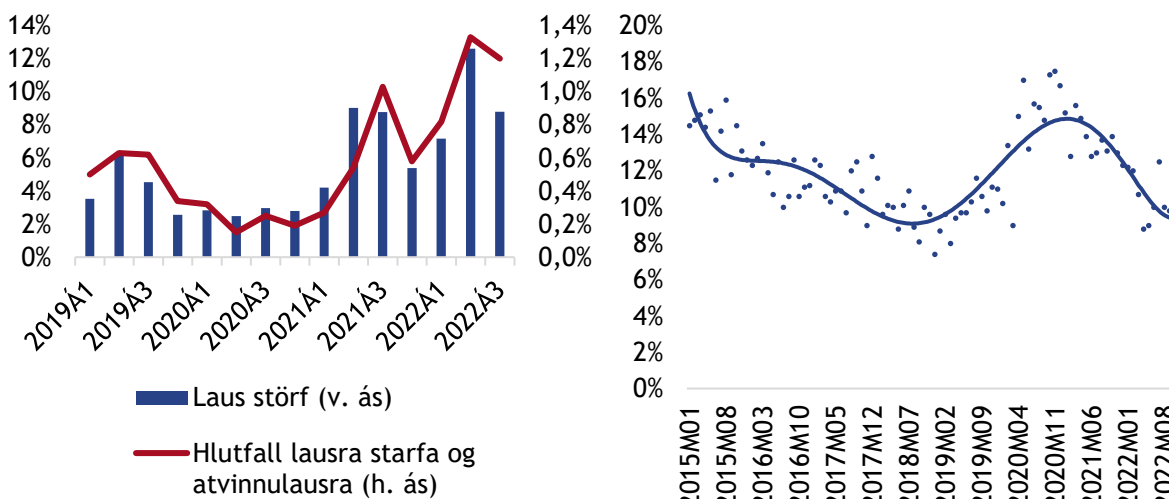 14%
12%
10%
8%
6%
4%
2%
0%
1,4%
1,2%
1,0%
0,8%
0,6%
0,4%
0,2%
0,0%
2019Á1
2019Á3
2020Á1
2020Á3
2021Á1
2021Á3
2022Á1
2022Á3
Laus störf (v. ás)
Hlutfall lausra starfa og
atvinnulausra (h. ás)
20%
18%
16%
14%
12%
10%
8%
6%
4%
2%
0%
2015M01
2015M08
2016M03
2016M10
2017M05
2017M12
2018M07
2019M02
2019M09
2020M04
2020M11
2021M06
2022M01
2022M08